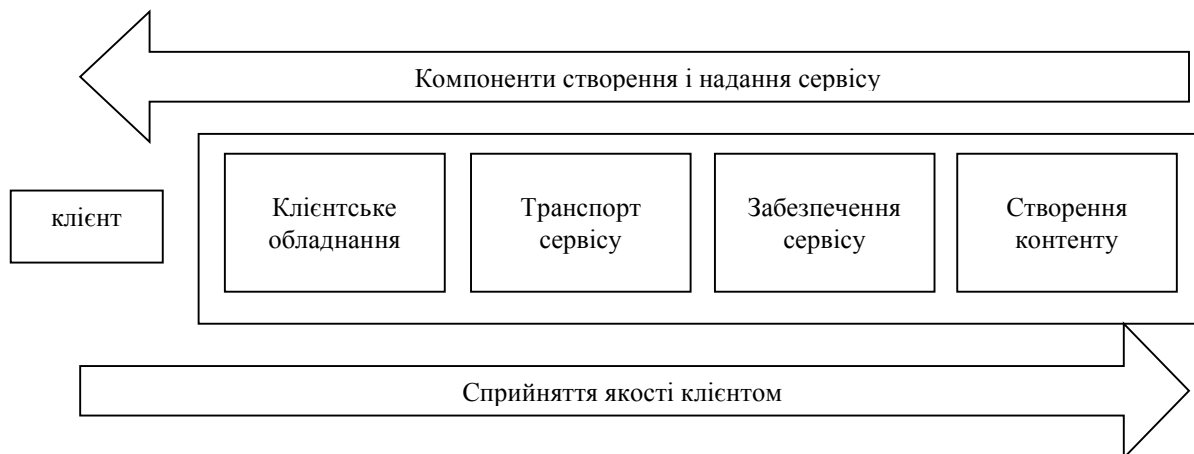 Компоненти створення і надання сервісу
клієнт
Клієнтське
обладнання
Транспорт
сервісу
Забезпечення
сервісу
Створення
контенту
Сприйняття якості клієнтом